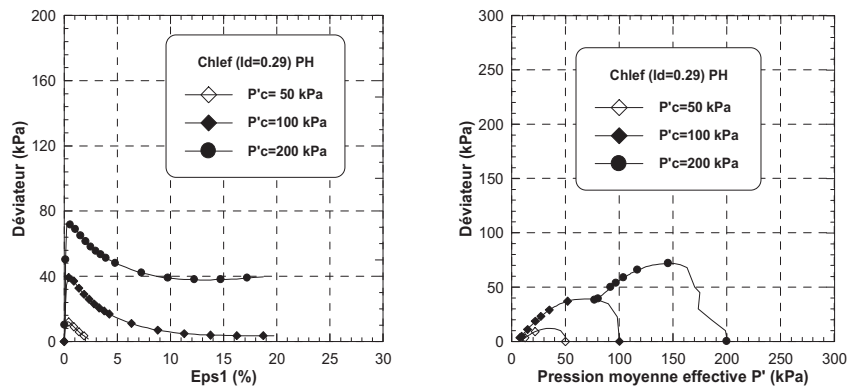 200
160
120
80
40
0
Déviateur (kPa)
Chlef (Id=0.29) PH
P'c= 50 kPa
P'c=100 kPa
P'c=200 kPa
0 5 10 15 20 25 30
Eps1 (%)
300
250
200
150
100
50
0
Déviateur (kPa)
Chlef (Id=0.29) PH
P'c=50 kPa
P'c=100 kPa
P'c=200 kPa
0 50 100 150 200 250 300
Pression moyenne effective P' (kPa)